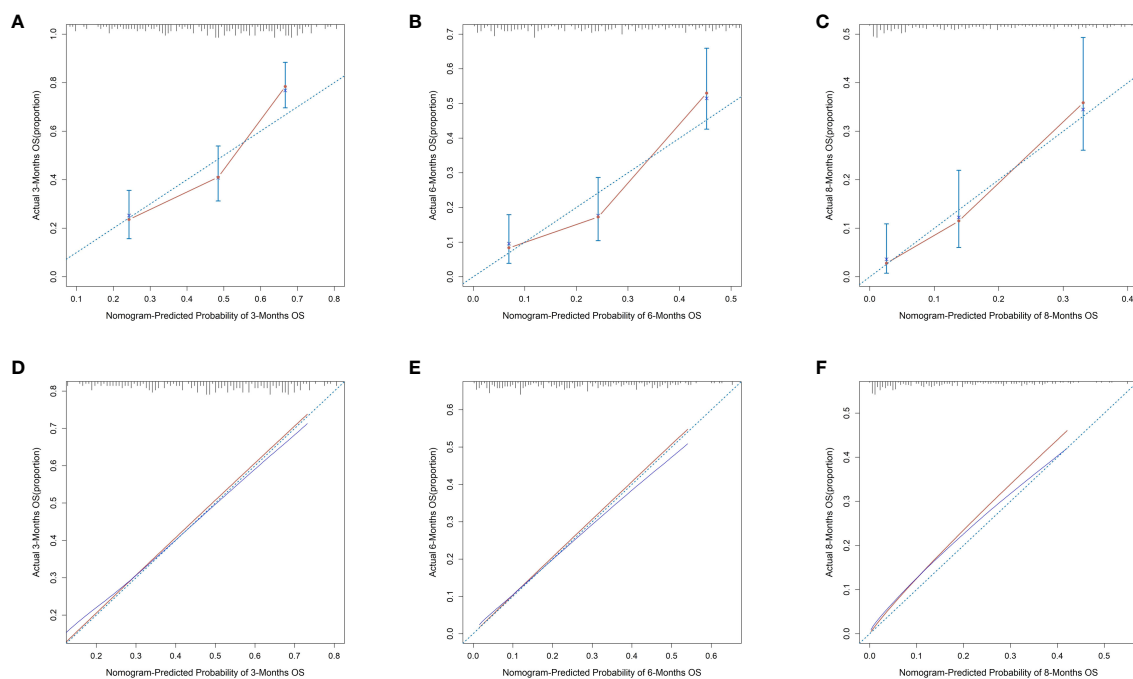 A
Actual 3-Months OS(proportion)
1.0
0.8
0.6
0.4
0.2
0.0
0.1 0.2 0.3 0.4 0.5 0.6 0.7 0.8
Nomogram-Predicted Probability of 3-Months OS
B
Actual 6-Months OS(proportion)
0.7
0.6
0.5
0.4
0.3
0.2
0.1
0.0
0.0 0.1 0.2 0.3 0.4 0.5
Nomogram-Predicted Probability of 6-Months OS
C
Actual 8-Months OS(proportion)
0.5
0.4
0.3
0.2
0.1
0.0
0.0 0.1 0.2 0.3 0.4
Nomogram-Predicted Probability of 8-Months OS
D
Actual 3-Months OS(proportion)
0.8
0.7
0.6
0.5
0.4
0.3
0.2
0.2 0.3 0.4 0.5 0.6 0.7 0.8
Nomogram-Predicted Probability of 3-Months OS
E
Actual 6-Months OS(proportion)
0.6
0.5
0.4
0.3
0.2
0.1
0.0
0.0 0.1 0.2 0.3 0.4 0.5 0.6
Nomogram-Predicted Probability of 6-Months OS
F
Actual 8-Months OS(proportion)
0.5
0.4
0.3
0.2
0.1
0.0
0.0 0.1 0.2 0.3 0.4 0.5
Nomogram-Predicted Probability of 8-Months OS